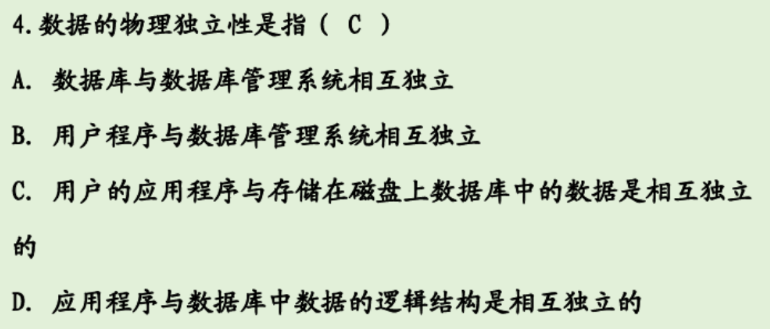 4.数据的物理独立性是指（ C ）
A. 数据库与数据库管理系统相互独立
B. 用户程序与数据库管理系统相互独立
C. 用户的应用程序与存储在磁盘上数据库中的数据是相互独立
的
D. 应用程序与数据库中数据的逻辑结构是相互独立的